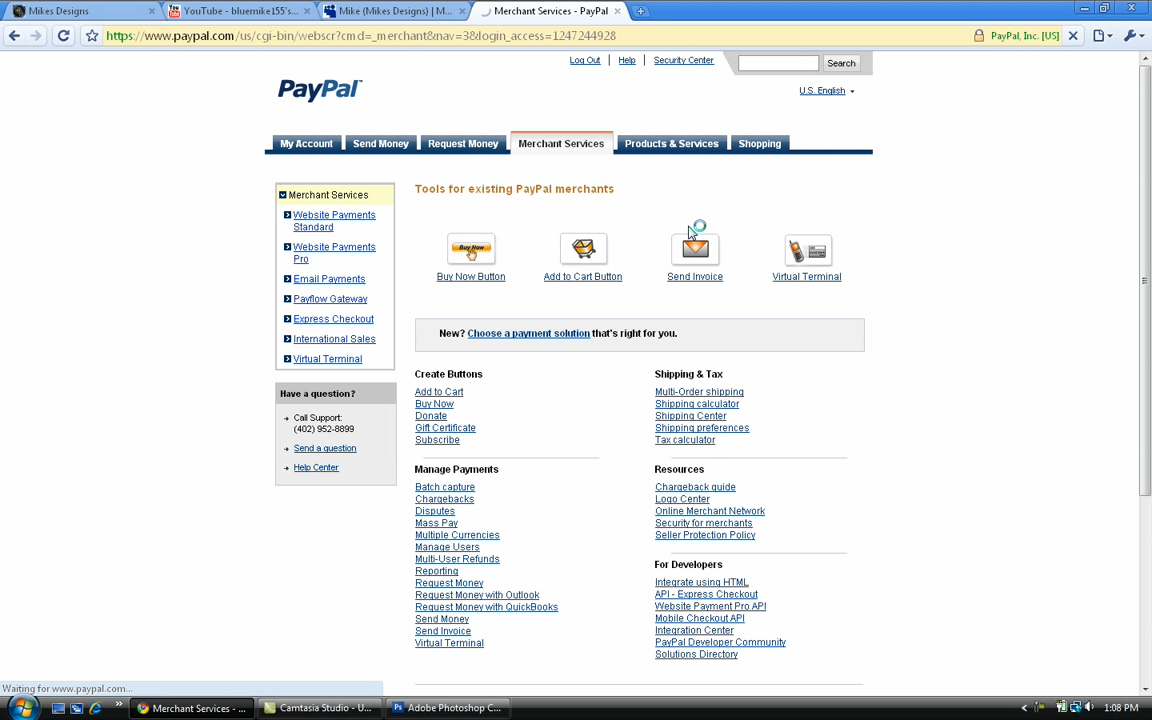 Mikes Designs
YouTube - bluemike155's...
Mike (Mikes Designs) | M...
Merchant Services - PayPal
https://www.paypal.com/us/cgi-bin/webscr?cmd=_merchant&nav=3&login_access=1247244928
PayPal, Inc. [US]
Log Out | Help | Security Center
Search
PayPal
U.S. English
My Account
Send Money
Request Money
Merchant Services
Products & Services
Shopping
Merchant Services
Website Payments
Standard
Website Payments
Pro
Email Payments
Payflow Gateway
Express Checkout
International Sales
Virtual Terminal
Have a question?
Call Support:
(402) 952-8899
Send a question
Help Center
Tools for existing PayPal merchants
Buy Now
Buy Now Button
Add to Cart Button
Send Invoice
Virtual Terminal
New? Choose a payment solution that's right for you.
Create Buttons
Add to Cart
Buy Now
Donate
Gift Certificate
Subscribe
Shipping & Tax
Multi-Order shipping
Shipping calculator
Shipping Center
Shipping preferences
Tax calculator
Manage Payments
Batch capture
Chargebacks
Disputes
Mass Pay
Multiple Currencies
Manage Users
Multi-User Refunds
Reporting
Request Money
Request Money with Outlook
Request Money with QuickBooks
Send Money
Send Invoice
Virtual Terminal
Resources
Chargeback guide
Logo Center
Online Merchant Network
Security for merchants
Seller Protection Policy
For Developers
Integrate using HTML
API - Express Checkout
Website Payment Pro API
Mobile Checkout API
Integration Center
PayPal Developer Community
Solutions Directory
Waiting for www.paypal.com...
Merchant Services - ...
Camtasia Studio - U...
Adobe Photoshop C...
1:08 PM